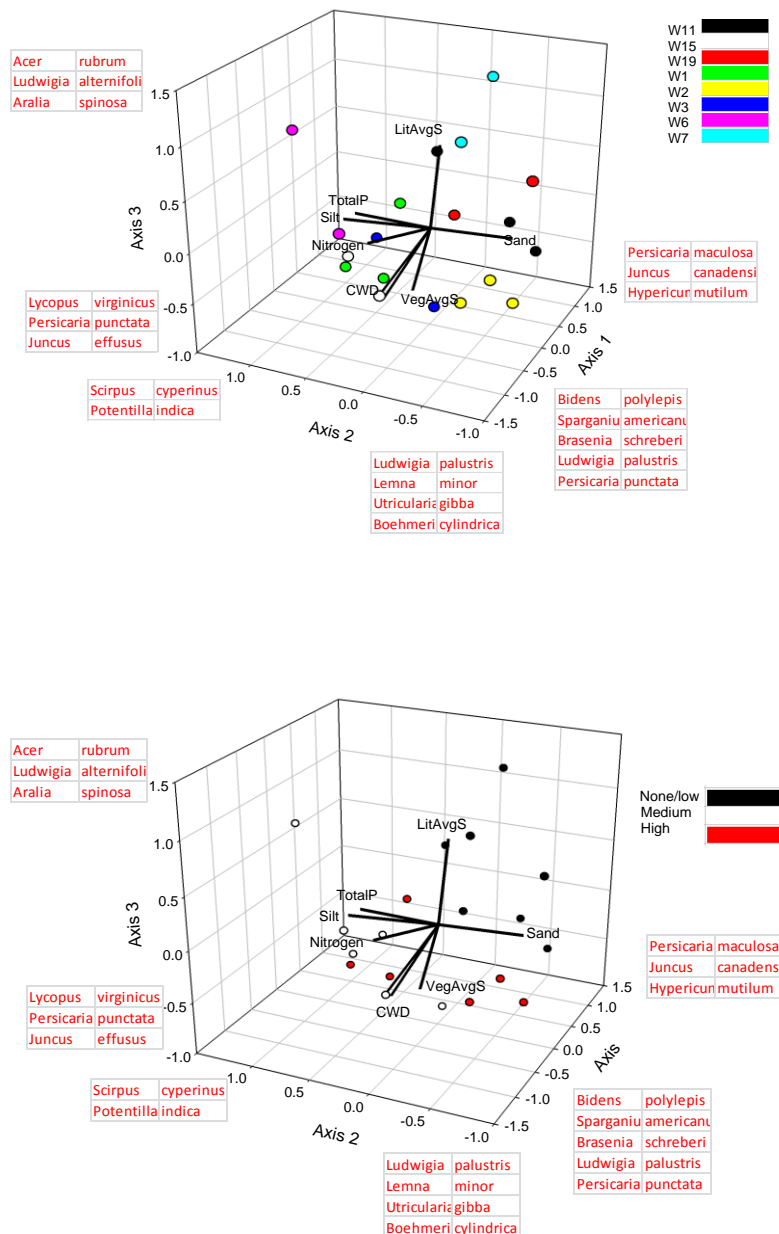 W11
W15
W19
W1
W2
W3
W6
W7
Acer rubrum
Ludwigia alternifoli
Aralia spinosa
1.5
1.0
0.5
0.0
-0.5
-1.0
Axis 3
LitAvgS
TotalP
Silt
Nitrogen
Sand
CWD
VegAvgS
Persicaria maculosa
Juncus canadensi
Hypericun mutilum
Lycopus virginicus
Persicaria punctata
Juncus effusus
1.5
1.0
0.5
0.0
-0.5
-1.0
-1.5
Axis 1
1.0
0.5
0.0
-0.5
-1.0
Axis 2
Scirpus cyperinus
Potentilla indica
Bidens polylepis
Sparganiu americanu
Brasenia schreberi
Ludwigia palustris
Persicaria punctata
Ludwigia palustris
Lemna minor
Utricularia gibba
Boehmeri cylindrica
Acer rubrum
Ludwigia alternifoli
Aralia spinosa
None/low
Medium
High
1.5
1.0
0.5
0.0
-0.5
-1.0
Axis 3
LitAvgS
TotalP
Silt
Nitrogen
Sand
VegAvgS
CWD
Persicaria maculosa
Juncus canadens
Hypericun mutilum
Lycopus virginicus
Persicaria punctata
Juncus effusus
1.5
1.0
0.5
0.0
-0.5
-1.0
-1.5
Axis
1.0
0.5
0.0
-0.5
-1.0
Axis 2
Scirpus cyperinus
Potentilla indica
Bidens polylepis
Sparganiu americanu
Brasenia schreberi
Ludwigia palustris
Persicaria punctata
Ludwigia palustris
Lemna minor
Utricularia gibba
Boehmeri cylindrica